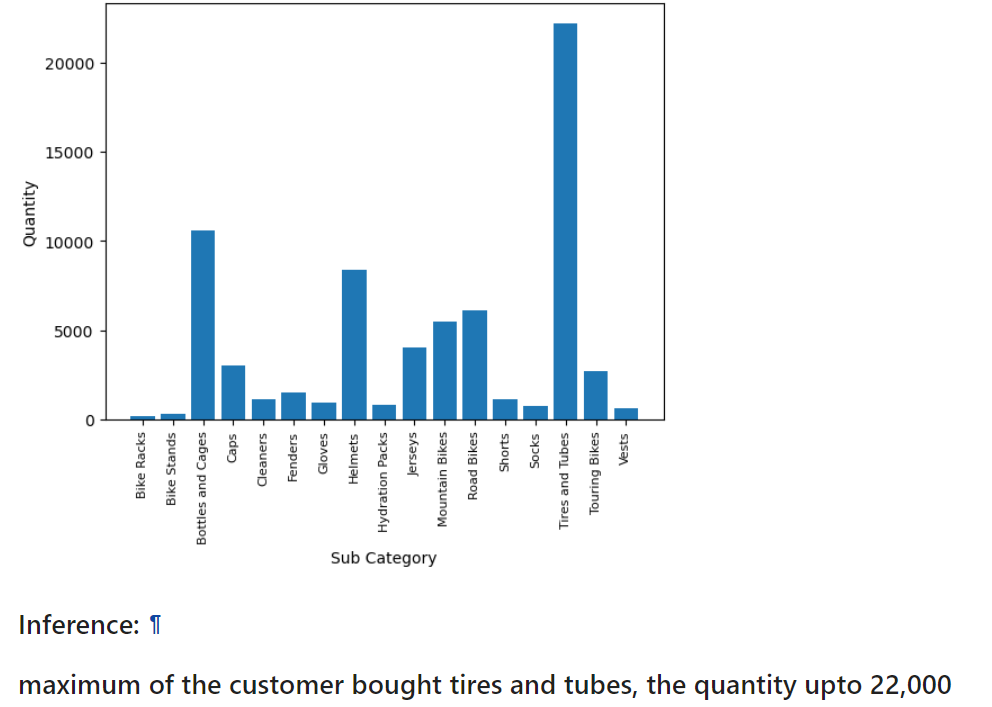 20000
15000
10000
5000
0
Quantity
Bike Racks
Bike Stands
Bottles and Cages
Caps
Cleaners
Fenders
Gloves
Helmets
Hydration Packs
Jerseys
Mountain Bikes
Road Bikes
Shorts
Socks
Tires and Tubes
Touring Bikes
Vests
Sub Category
Inference: ¶
maximum of the customer bought tires and tubes, the quantity upto 22,000